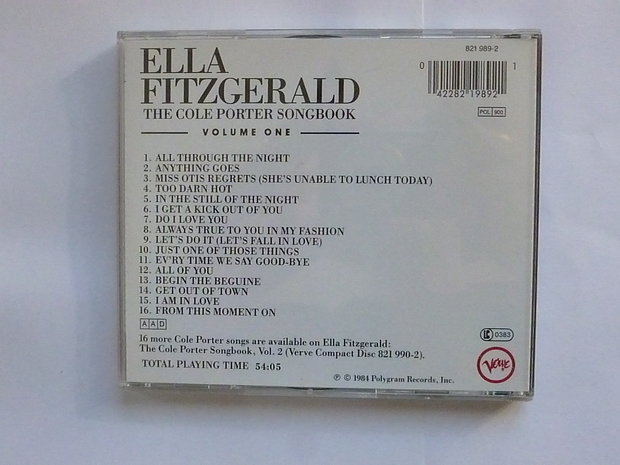 821 989-2
ELLA
FITZGERALD
THE COLE PORTER SONGBOOK
VOLUME ONE
0 42282 19892 1
POL 900
1. ALL THROUGH THE NIGHT
2. ANYTHING GOES
3. MISS OTIS REGRETS (SHE'S UNABLE TO LUNCH TODAY)
4. TOO DARN HOT
5. IN THE STILL OF THE NIGHT
6. I GET A KICK OUT OF YOU
7. DO I LOVE YOU
8. ALWAYS TRUE TO YOU IN MY FASHION
9. LET'S DO IT (LET'S FALL IN LOVE)
10. JUST ONE OF THOSE THINGS
11. EV'RY TIME WE SAY GOOD-BYE
12. ALL OF YOU
13. BEGIN THE BEGUINE
14. GET OUT OF TOWN
15. I AM IN LOVE
16. FROM THIS MOMENT ON
AAD
16 more Cole Porter songs are available on Ella Fitzgerald:
The Cole Porter Songbook, Vol. 2 (Verve Compact Disc 821 990-2).
TOTAL PLAYING TIME 54:05
LC 0383
Verve
℗ © 1984 Polygram Records, Inc.